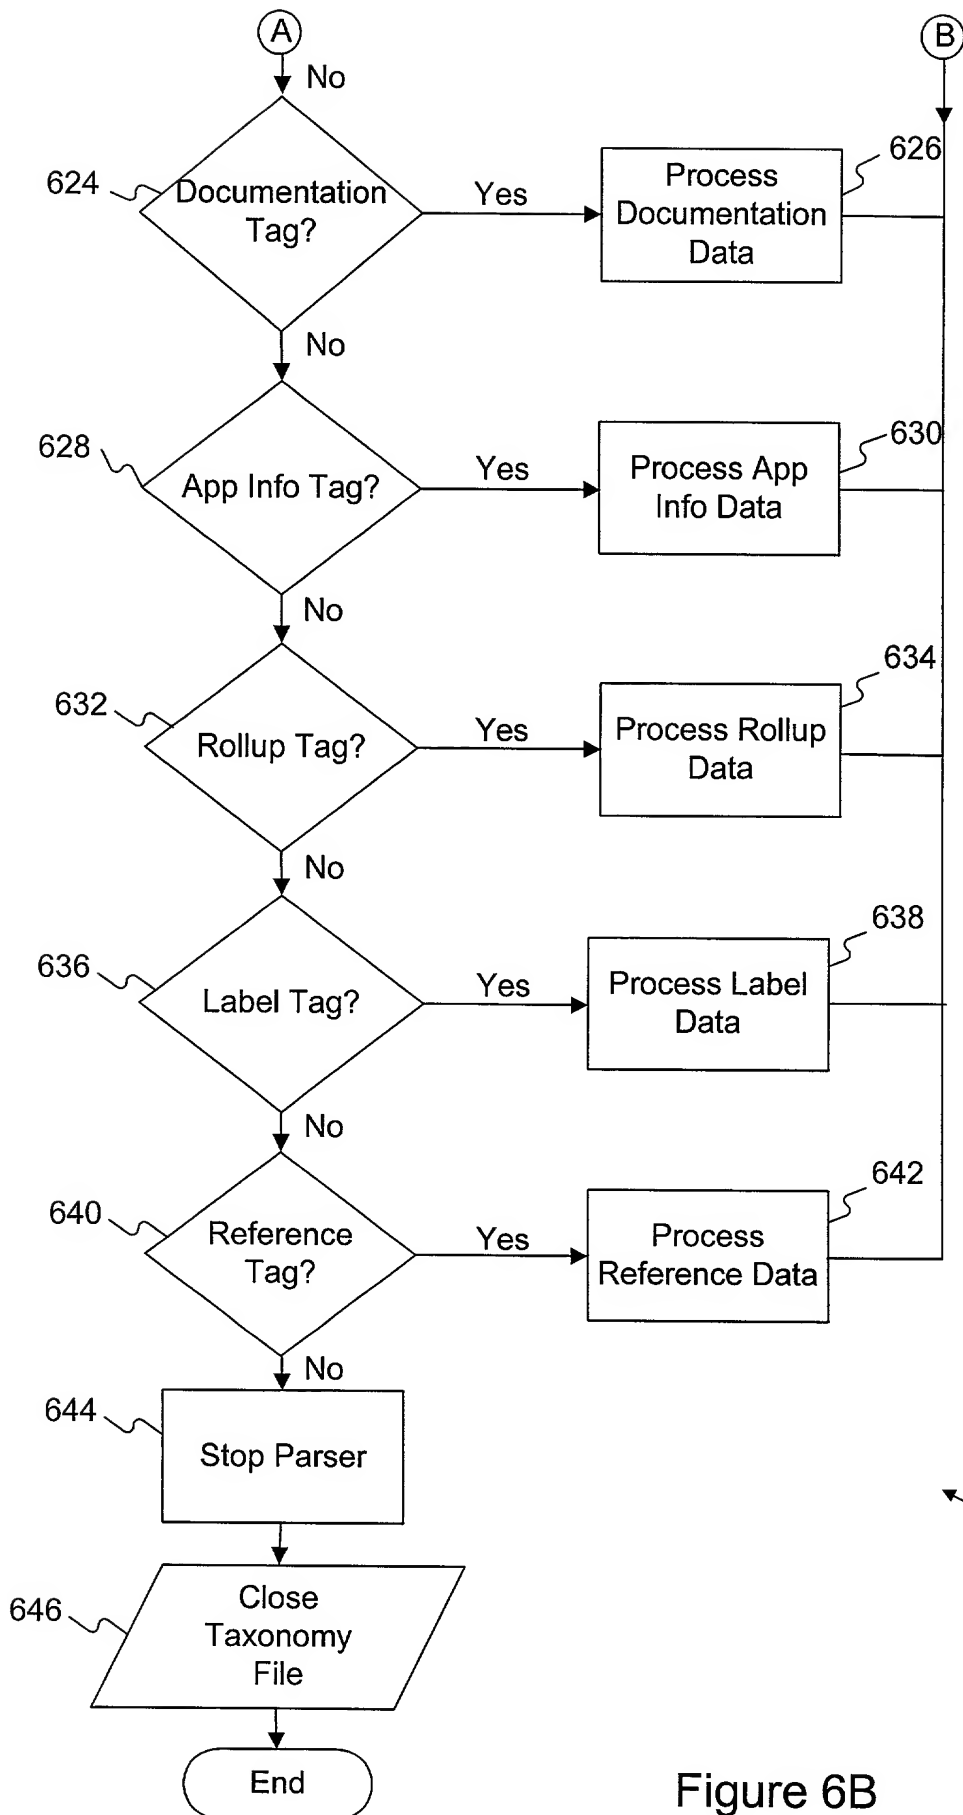 A
B
No
624
Documentation
Tag?
Yes
Process
Documentation
Data
626
No
628
App Info Tag?
Yes
Process App
Info Data
630
No
632
Rollup Tag?
Yes
Process Rollup
Data
634
No
636
Label Tag?
Yes
Process Label
Data
638
No
640
Reference
Tag?
Yes
Process
Reference Data
642
No
644
Stop Parser
646
Close
Taxonomy
File
End
Figure 6B